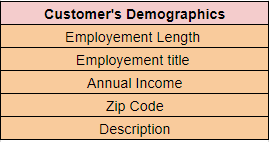 Customer's Demographics
Employement Length
Employement title
Annual Income
Zip Code
Description